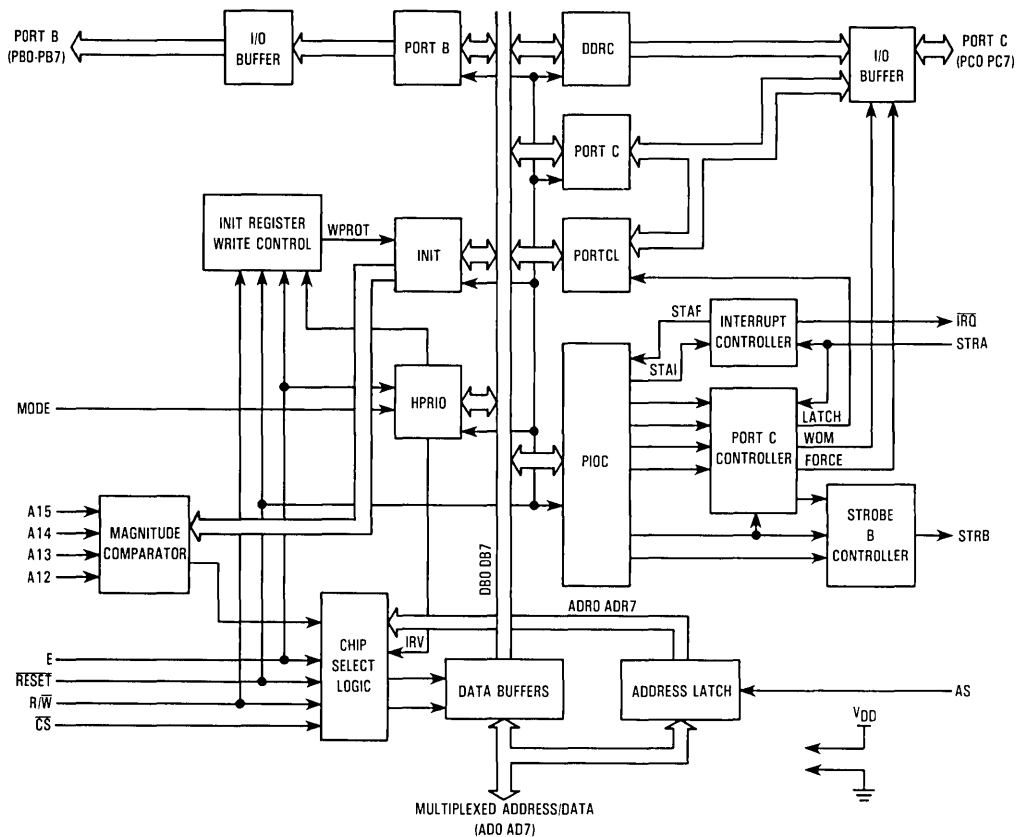 PORT B
(PB0-PB7)
I/O
BUFFER
PORT B
DDRC
I/O
BUFFER
PORT C
(PC0 PC7)
PORT C
INIT REGISTER
WRITE CONTROL
WPROT
INIT
PORTCL
STAF
INTERRUPT
CONTROLLER
IRQ
STRA
STAI
MODE
HPRIO
PIOC
PORT C
CONTROLLER
LATCH
WOM
FORCE
A15
A14
A13
A12
MAGNITUDE
COMPARATOR
STROBE
B
CONTROLLER
STRB
DB0 DB7
ADR0 ADR7
CHIP
SELECT
LOGIC
IRV
E
RESET
R/W
CS
DATA BUFFERS
ADDRESS LATCH
AS
VDD
MULTIPLEXED ADDRESS/DATA
(AD0 AD7)